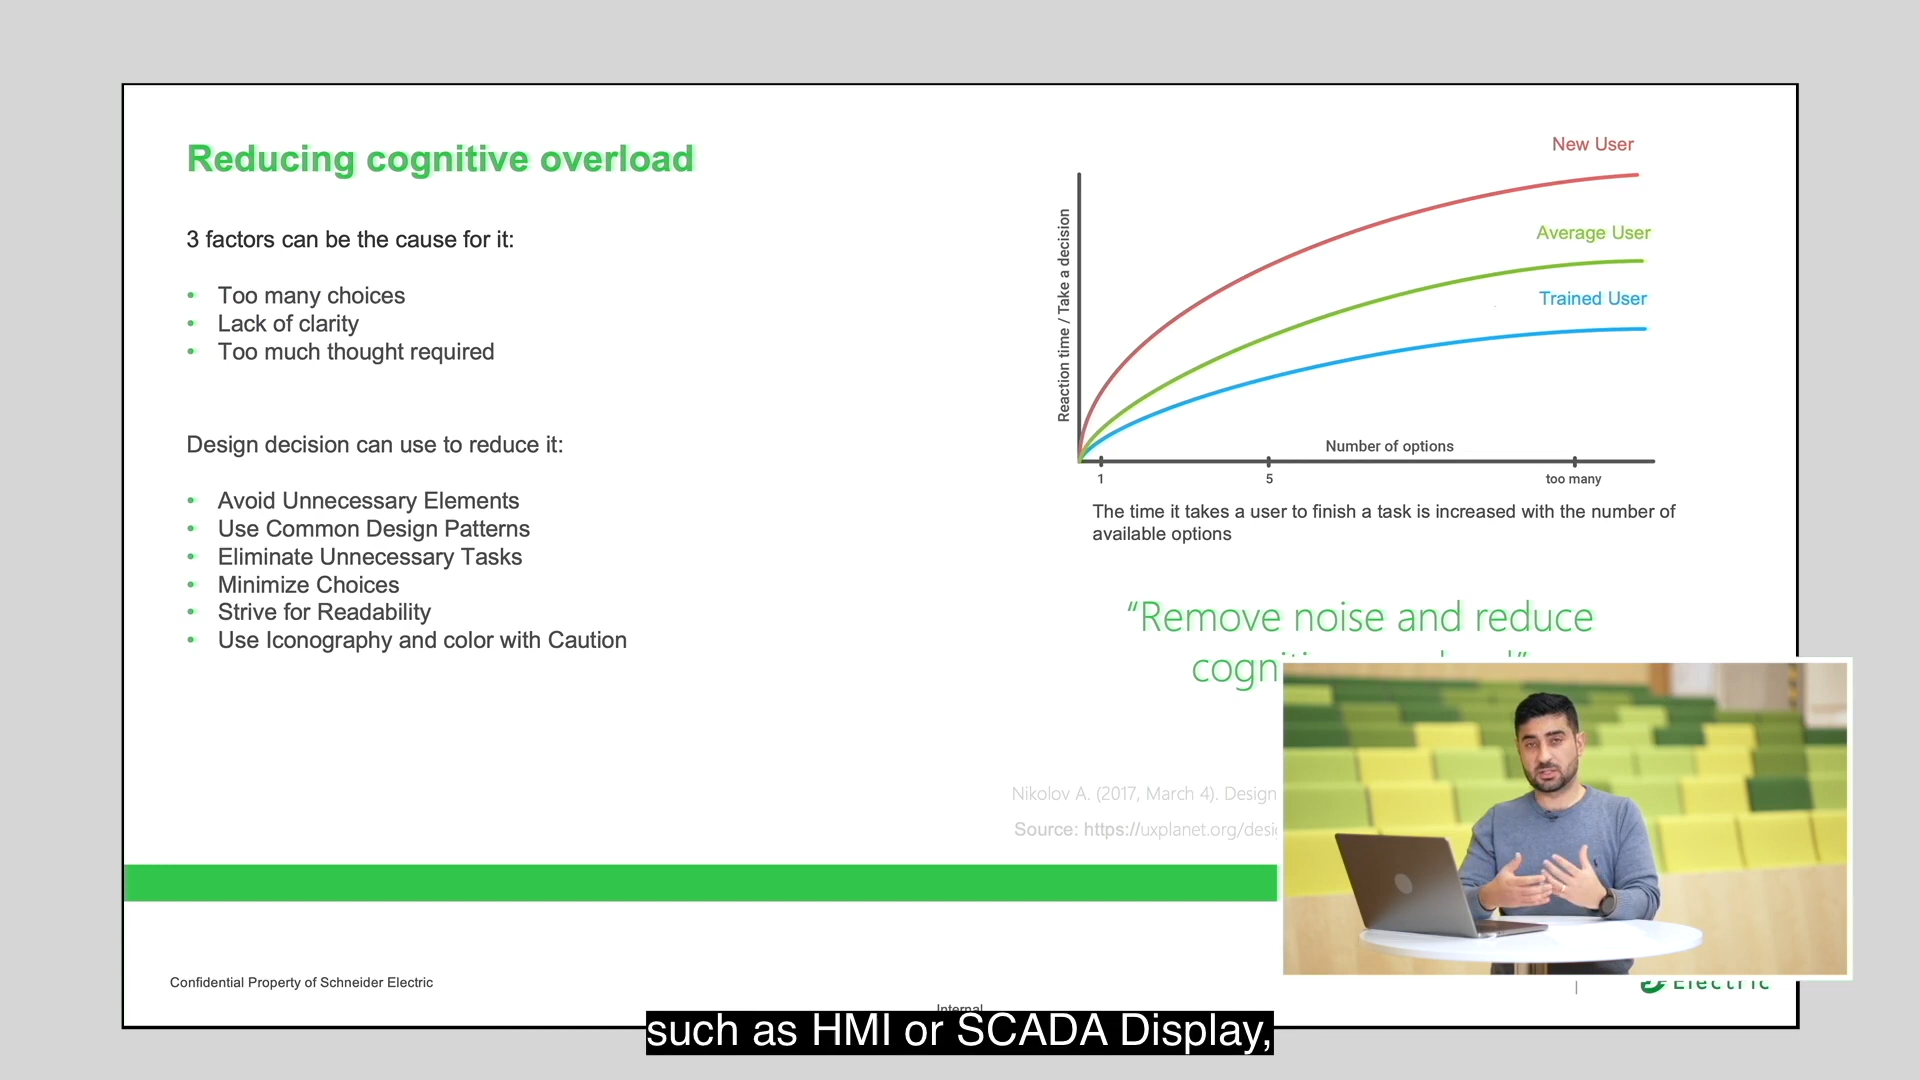 Reducing cognitive overload
3 factors can be the cause for it:
• Too many choices
• Lack of clarity
• Too much thought required
Design decision can use to reduce it:
• Avoid Unnecessary Elements
• Use Common Design Patterns
• Eliminate Unnecessary Tasks
• Minimize Choices
• Strive for Readability
• Use Iconography and color with Caution
New User
Average User
Trained User
Reaction time / Take a decision
Number of options
1
5
too many
The time it takes a user to finish a task is increased with the number of
available options
“Remove noise and reduce
Nikolov A. (2017, March 4). Design
Source: https://uxplanet.org/desi
Confidential Property of Schneider Electric
Internal
Electric
such as HMI or SCADA Display,